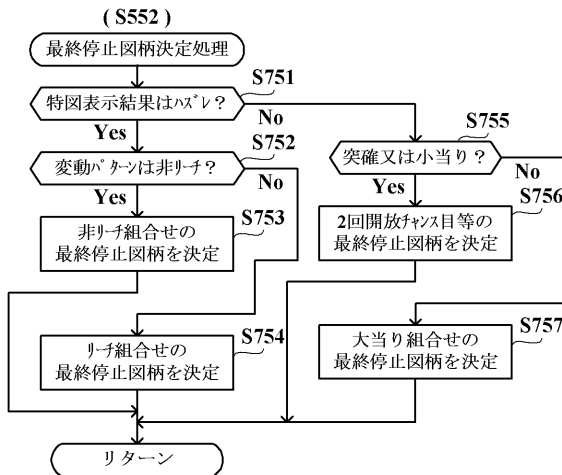 (S552)
最終停止図柄決定処理
S751
特図表示結果はﾊｽﾞﾚ?
No
Yes
S752
変動ﾊﾟﾀｰﾝは非ﾘｰﾁ?
No
Yes
S753
非ﾘｰﾁ組合せの
最終停止図柄を決定
S754
ﾘｰﾁ組合せの
最終停止図柄を決定
S755
突確又は小当り?
No
Yes
S756
2回開放ﾁｬﾝｽ目等の
最終停止図柄を決定
S757
大当り組合せの
最終停止図柄を決定
リターン